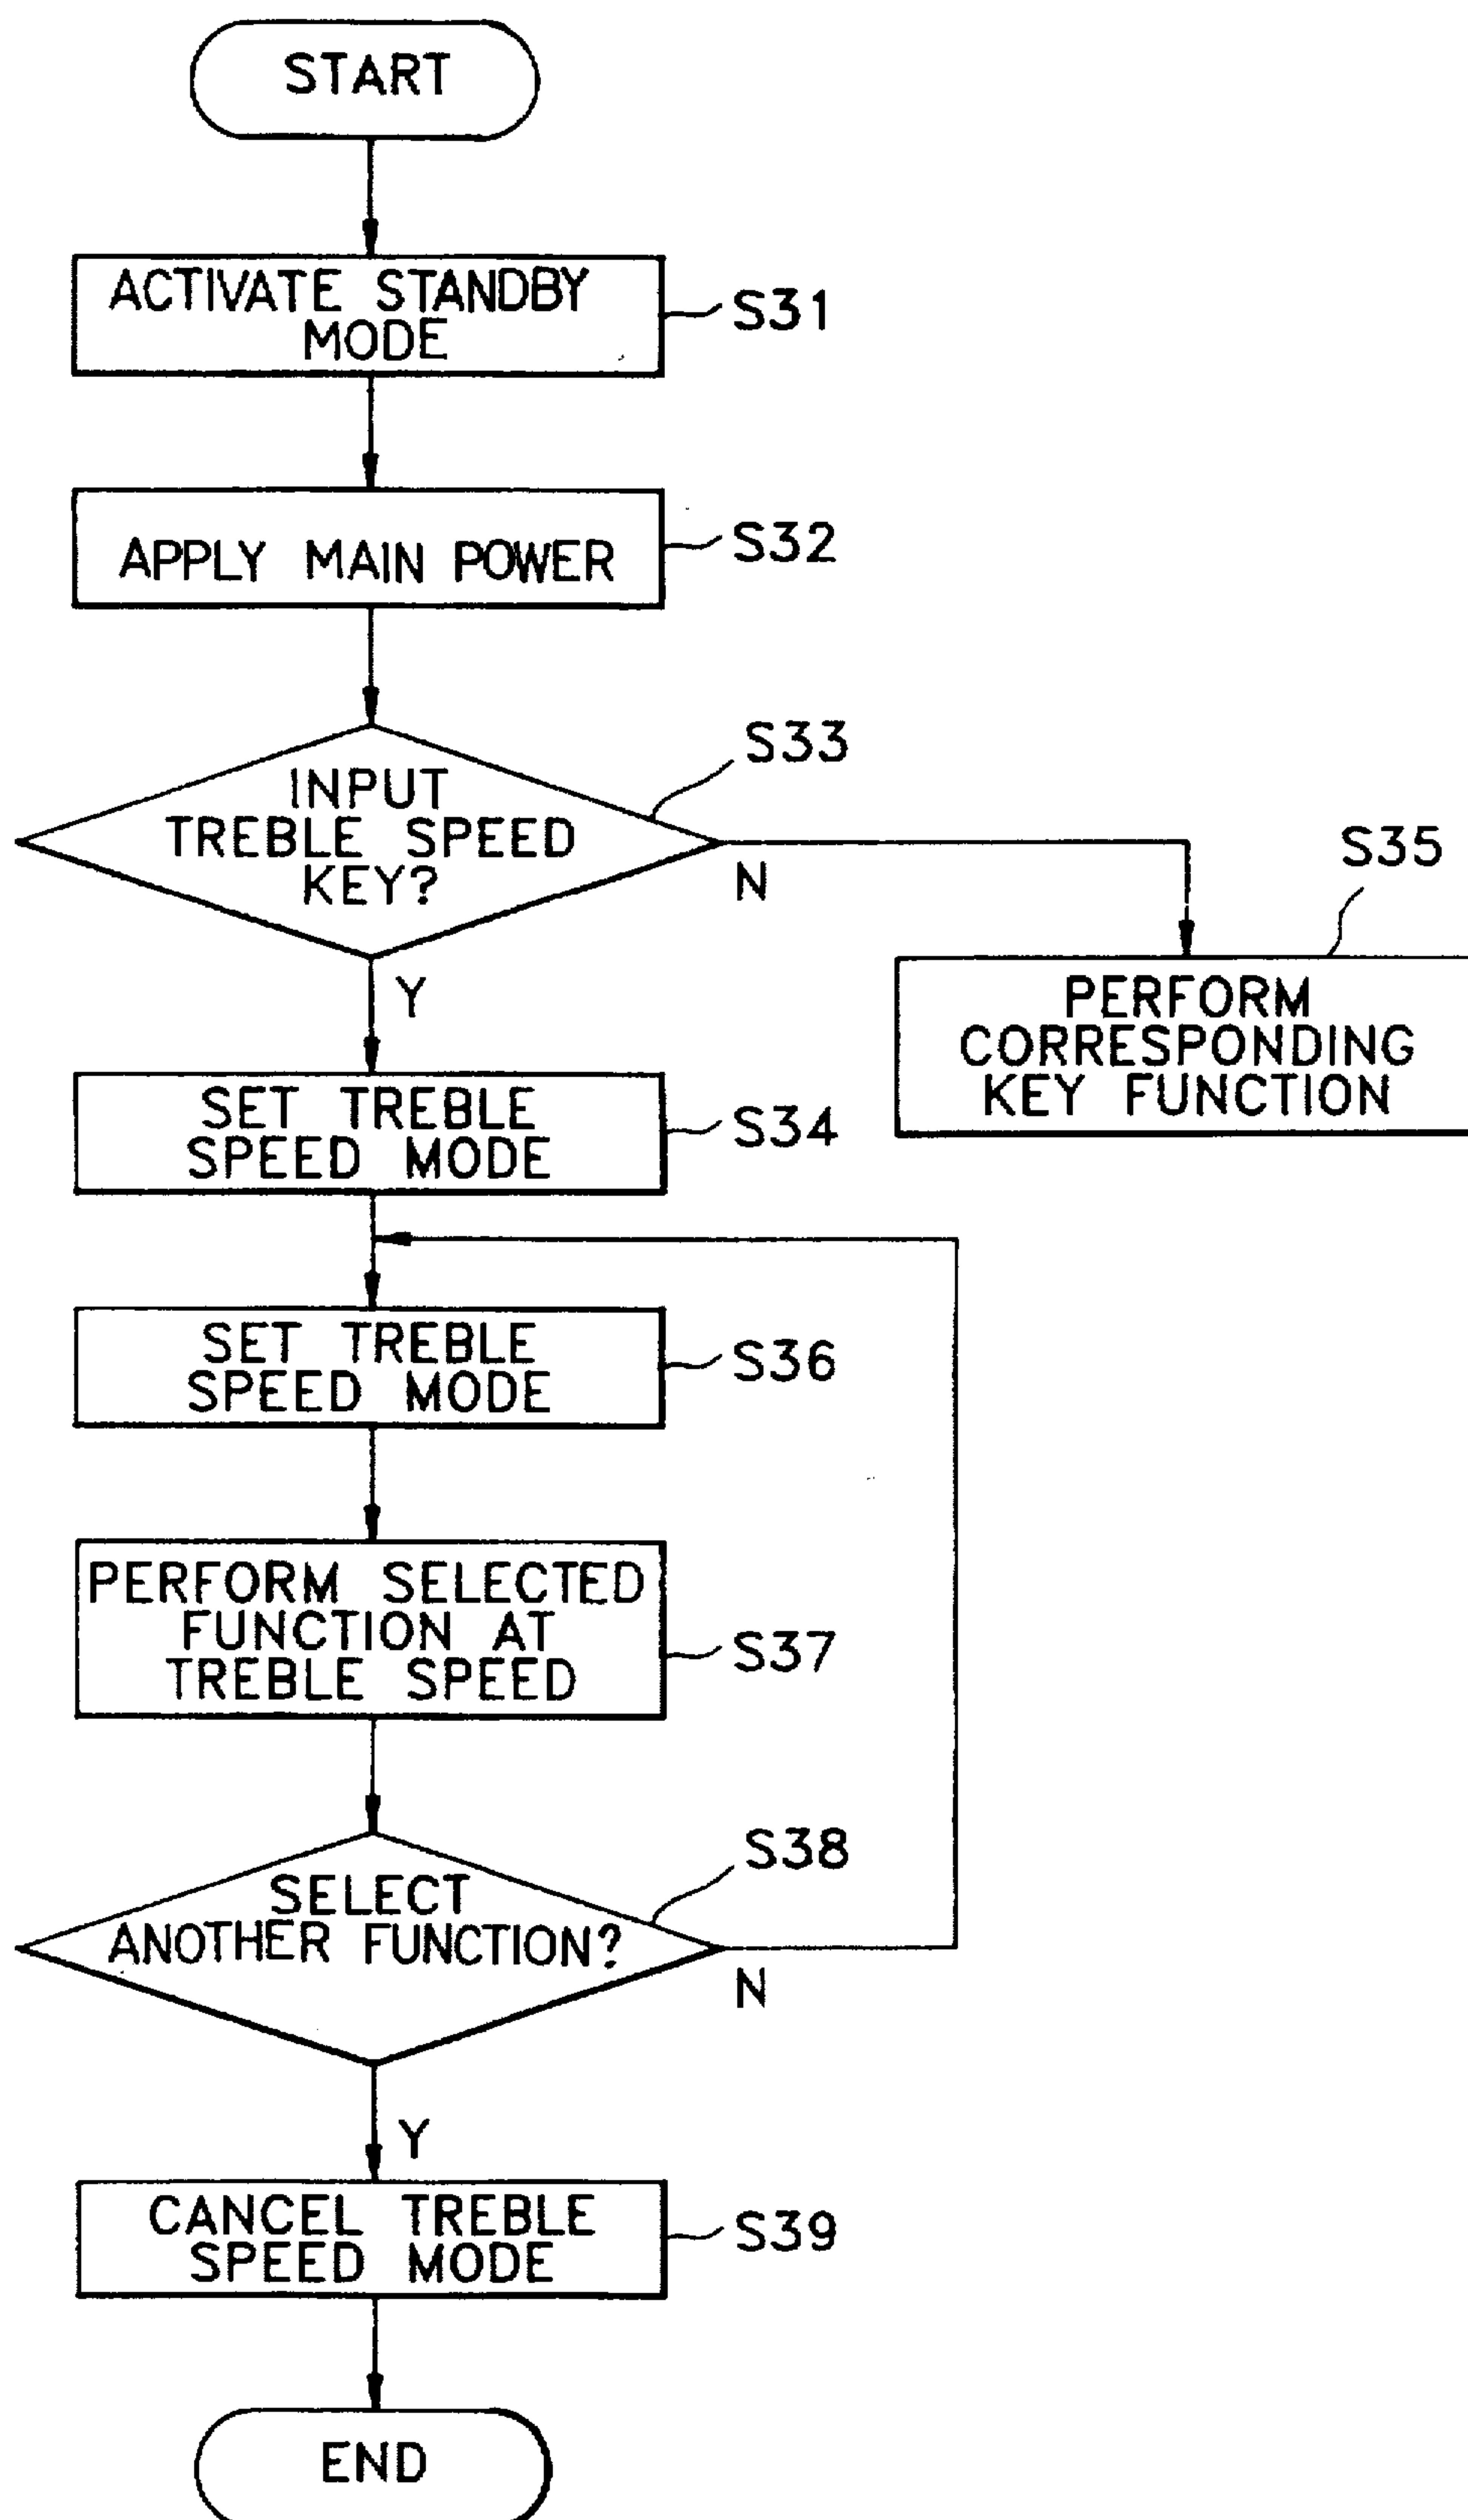 START
ACTIVATE STANDBY
MODE
S31
APPLY MAIN POWER
S32
INPUT
TREBLE SPEED
KEY?
S33
N
Y
S35
PERFORM
CORRESPONDING
KEY FUNCTION
SET TREBLE
SPEED MODE
S34
SET TREBLE
SPEED MODE
S36
PERFORM SELECTED
FUNCTION AT
TREBLE SPEED
S37
SELECT
ANOTHER FUNCTION?
S38
N
Y
CANCEL TREBLE
SPEED MODE
S39
END